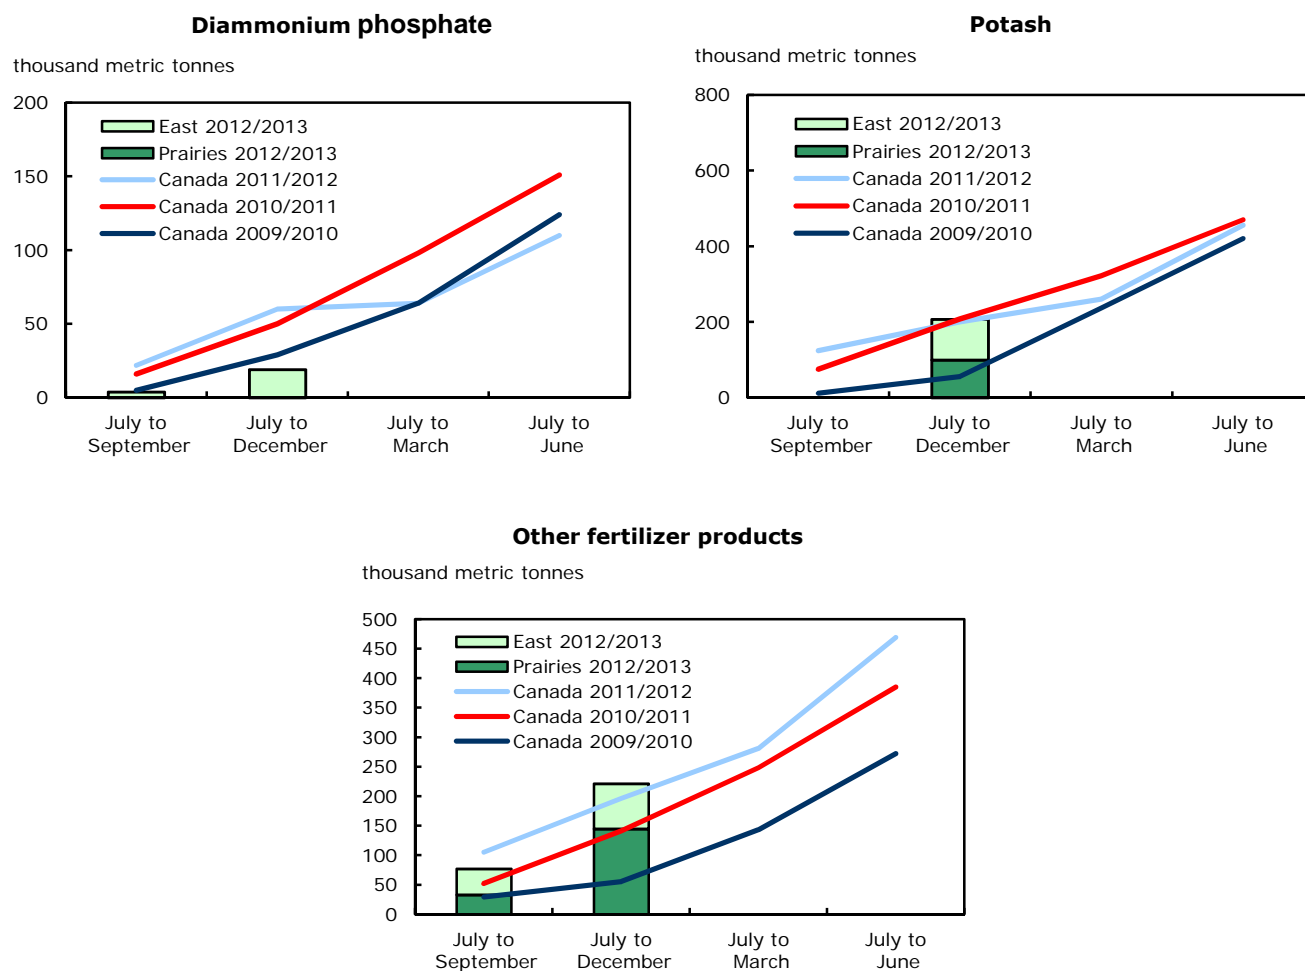 Diammonium phosphate
thousand metric tonnes
200
150
100
50
0
East 2012/2013
Prairies 2012/2013
Canada 2011/2012
Canada 2010/2011
Canada 2009/2010
July to September
July to December
July to March
July to June
Potash
thousand metric tonnes
800
600
400
200
0
East 2012/2013
Prairies 2012/2013
Canada 2011/2012
Canada 2010/2011
Canada 2009/2010
July to September
July to December
July to March
July to June
Other fertilizer products
thousand metric tonnes
500
450
400
350
300
250
200
150
100
50
0
East 2012/2013
Prairies 2012/2013
Canada 2011/2012
Canada 2010/2011
Canada 2009/2010
July to September
July to December
July to March
July to June